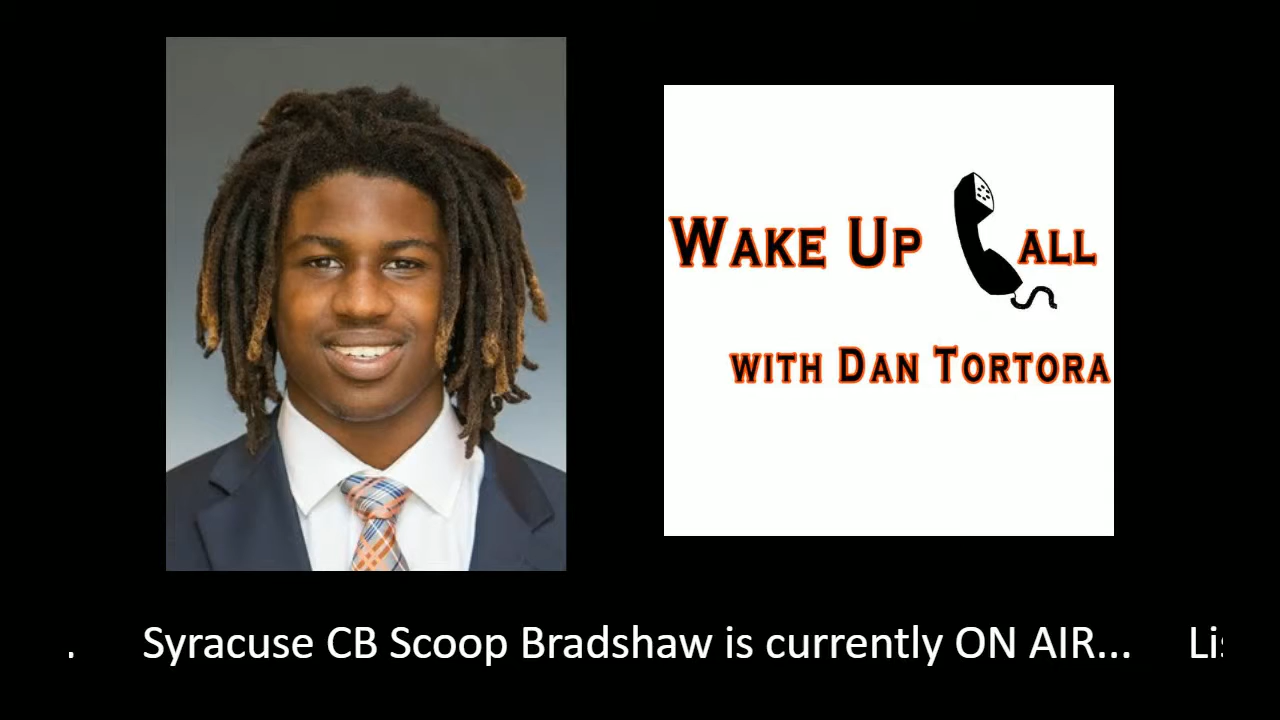 WAKE UP CALL
WITH DAN TORTORA
. Syracuse CB Scoop Bradshaw is currently ON AIR...